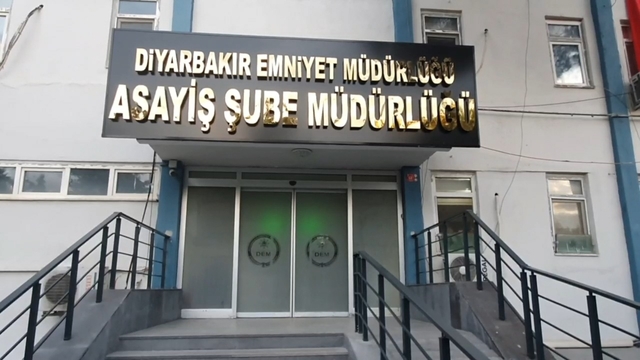 DİYARBAKIR EMNİYET MÜDÜRLÜĞÜ
ASAYİŞ ŞUBE MÜDÜRLÜĞÜ